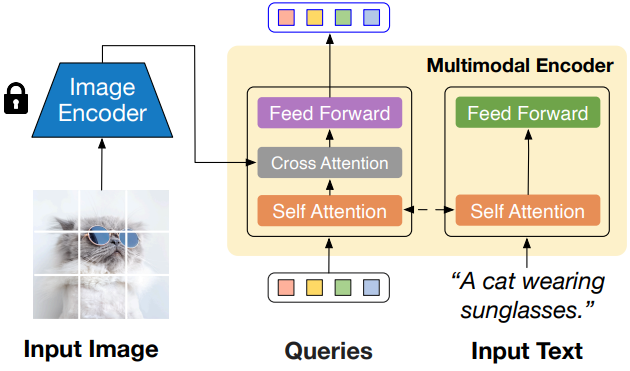 Multimodal Encoder
Image
Encoder
Feed Forward
Feed Forward
Cross Attention
Self Attention
Self Attention
“A cat wearing
sunglasses.”
Input Image
Queries
Input Text